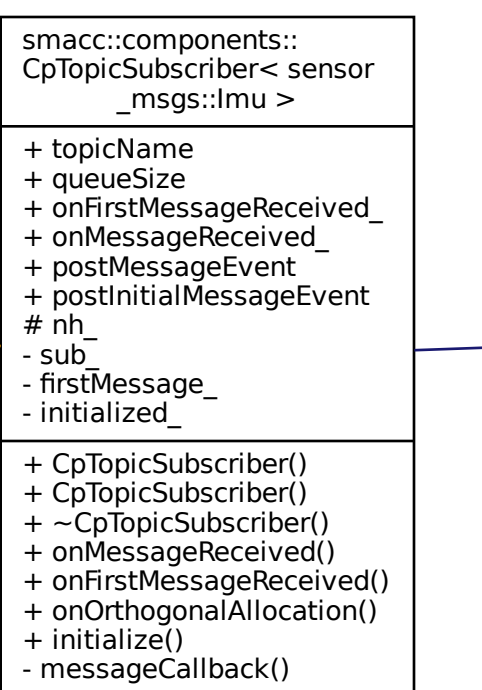 smacc::components::
CpTopicSubscriber< sensor
_msgs::Imu >
+ topicName
+ queueSize
+ onFirstMessageReceived_
+ onMessageReceived_
+ postMessageEvent
+ postInitialMessageEvent
# nh_
- sub_
- firstMessage_
- initialized_
+ CpTopicSubscriber()
+ CpTopicSubscriber()
+ ~CpTopicSubscriber()
+ onMessageReceived()
+ onFirstMessageReceived()
+ onOrthogonalAllocation()
+ initialize()
- messageCallback()